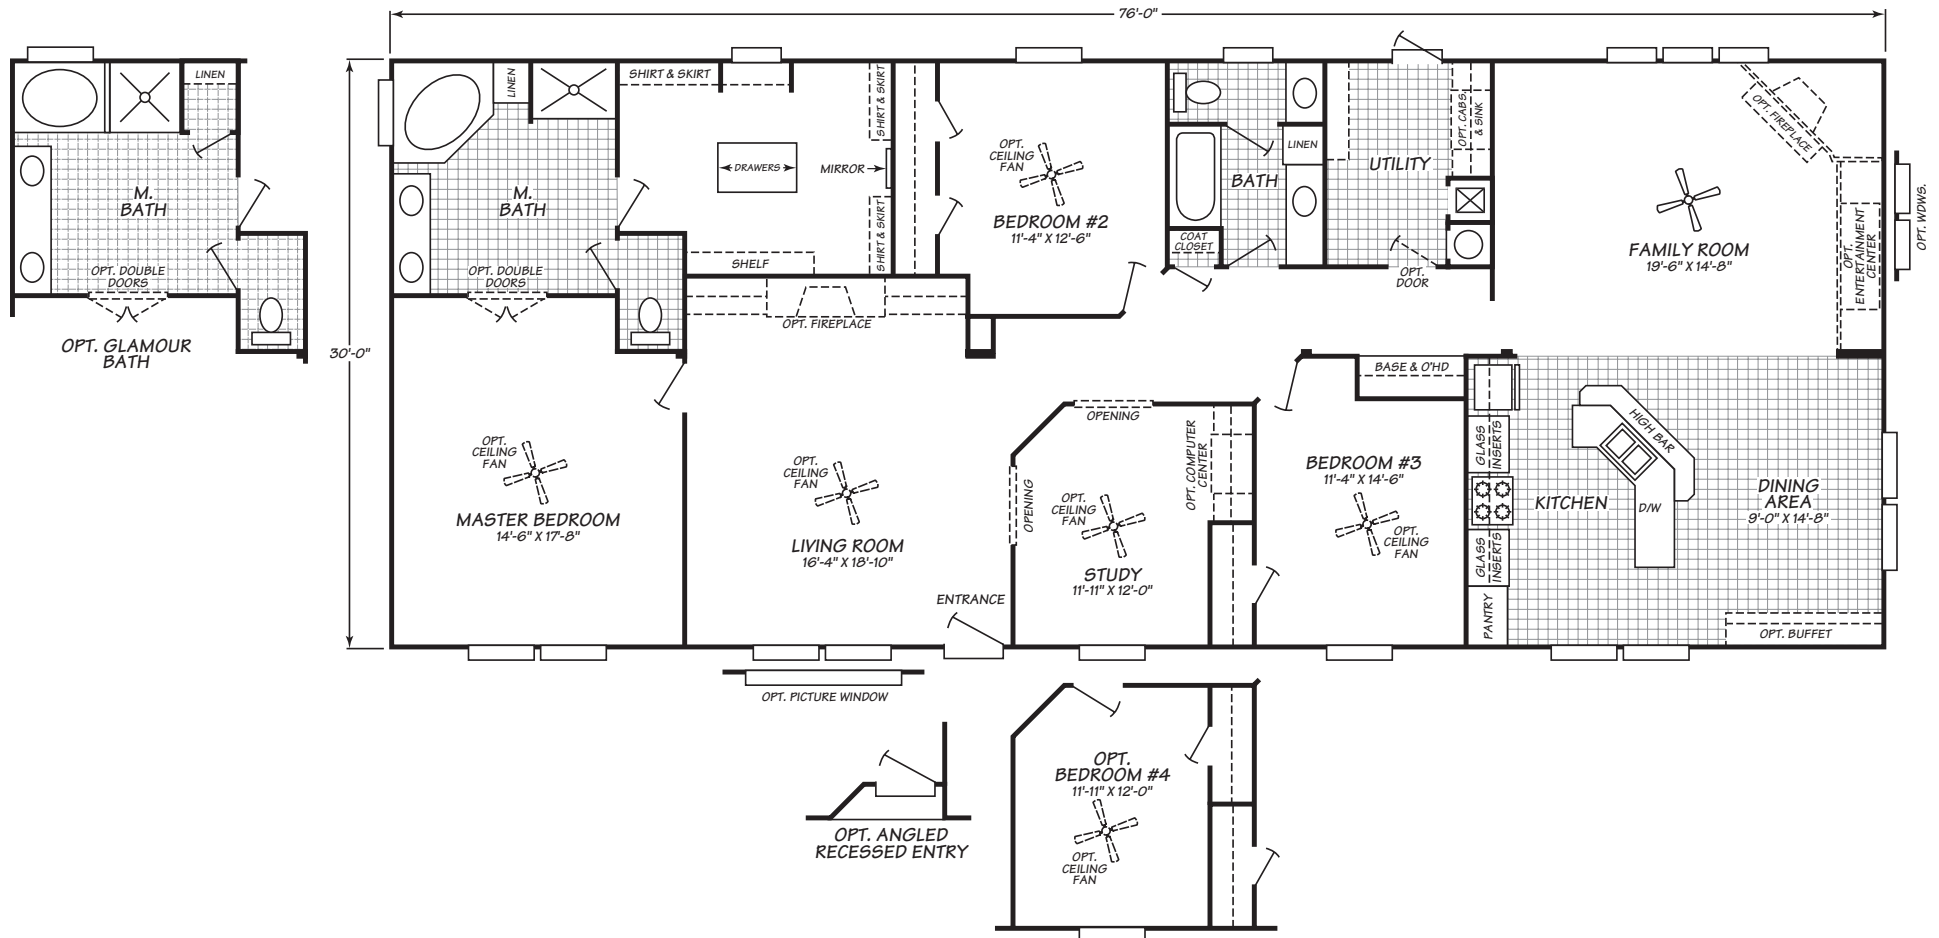 76'-0"
30'-0"
LINEN
M.
BATH
OPT. DOUBLE
DOORS
OPT. GLAMOUR
BATH
LINEN
M.
BATH
OPT. DOUBLE
DOORS
SHIRT & SKIRT
DRAWERS
MIRROR
SHIRT & SKIRT
SHIRT & SKIRT
SHELF
OPT. FIREPLACE
OPT.
CEILING
FAN
BEDROOM #2
11'-4" X 12'-6"
BATH
LINEN
COAT
CLOSET
UTILITY
OPT. CABS.
& SINK
OPT.
DOOR
FAMILY ROOM
19'-6" X 14'-8"
OPT. FIREPLACE
OPT.
ENTERTAINMENT
CENTER
OPT. WDWS.
OPT.
CEILING
FAN
MASTER BEDROOM
14'-6" X 17'-8"
OPT.
CEILING
FAN
LIVING ROOM
16'-4" X 18'-10"
ENTRANCE
OPENING
OPENING
OPT. COMPUTER
CENTER
OPT.
CEILING
FAN
STUDY
11'-11" X 12'-0"
BASE & O'HD
BEDROOM #3
11'-4" X 14'-6"
OPT.
CEILING
FAN
GLASS
INSERTS
GLASS
INSERTS
PANTRY
KITCHEN
HIGH BAR
D/W
DINING
AREA
9'-0" X 14'-8"
OPT. BUFFET
OPT. PICTURE WINDOW
OPT. ANGLED
RECESSED ENTRY
OPT.
BEDROOM #4
11'-11" X 12'-0"
OPT.
CEILING
FAN